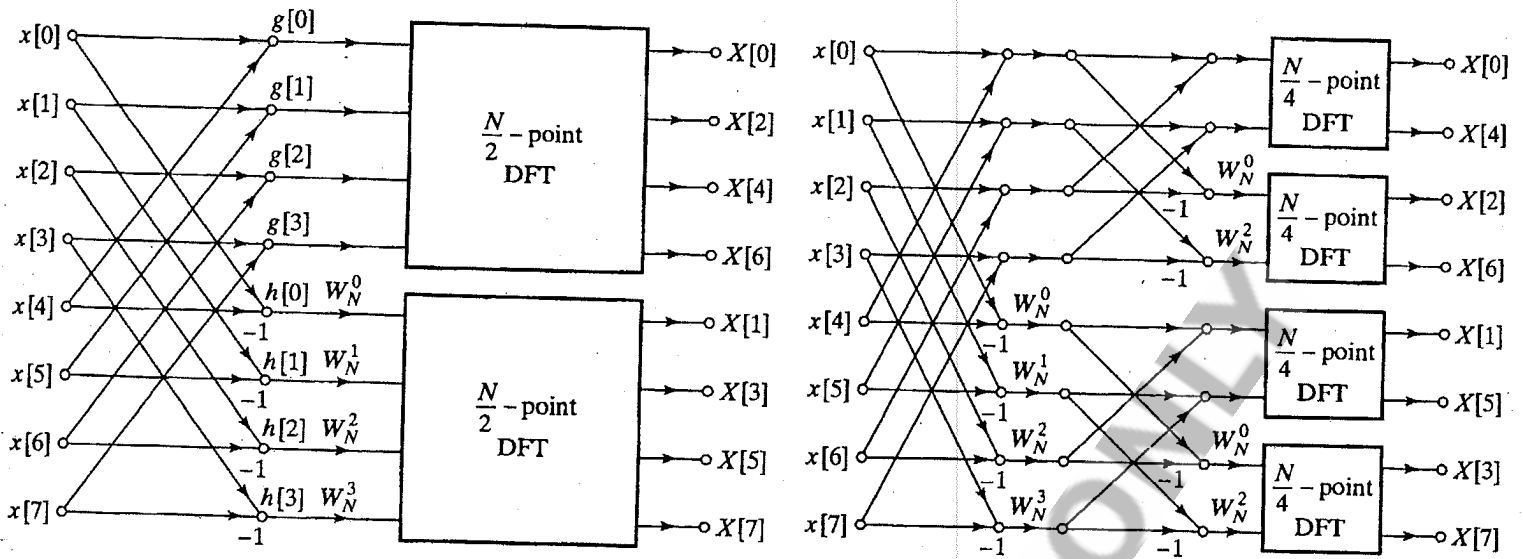 x[0]
x[1]
x[2]
x[3]
x[4]
x[5]
x[6]
x[7]
g[0]
g[1]
g[2]
g[3]
h[0] W_N^0
-1
h[1] W_N^1
-1
h[2] W_N^2
-1
h[3] W_N^3
-1
N/2 – point
DFT
N/2 – point
DFT
X[0]
X[2]
X[4]
X[6]
X[1]
X[3]
X[5]
X[7]
x[0]
x[1]
x[2]
x[3]
x[4]
x[5]
x[6]
x[7]
W_N^0
-1
W_N^1
-1
W_N^2
-1
W_N^3
-1
W_N^0
-1
W_N^2
-1
W_N^0
-1
W_N^2
-1
N/4 – point
DFT
N/4 – point
DFT
N/4 – point
DFT
N/4 – point
DFT
X[0]
X[4]
X[2]
X[6]
X[1]
X[5]
X[3]
X[7]
ONLY